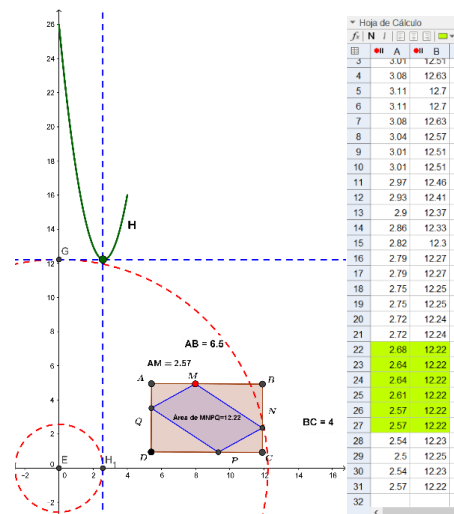 Hoja de Cálculo
fx N I
A B
3 3.01 12.51
4 3.08 12.63
5 3.11 12.7
6 3.11 12.7
7 3.08 12.63
8 3.04 12.57
9 3.01 12.51
10 3.01 12.51
11 2.97 12.46
12 2.93 12.41
13 2.9 12.37
14 2.86 12.33
15 2.82 12.3
16 2.79 12.27
17 2.79 12.27
18 2.75 12.25
19 2.75 12.25
20 2.72 12.24
21 2.72 12.24
22 2.68 12.22
23 2.64 12.22
24 2.64 12.22
25 2.61 12.22
26 2.57 12.22
27 2.57 12.22
28 2.54 12.23
29 2.5 12.25
30 2.54 12.23
31 2.57 12.22
32
26
24
22
20
18
16
14
12
10
8
6
4
2
0
−2
−2 0 2 4 6 8 10 12 14 16
G
H
E
H1
AB = 6.5
AM = 2.57
A M B
Q Área de MNPQ=12.22 N
BC = 4
D P C